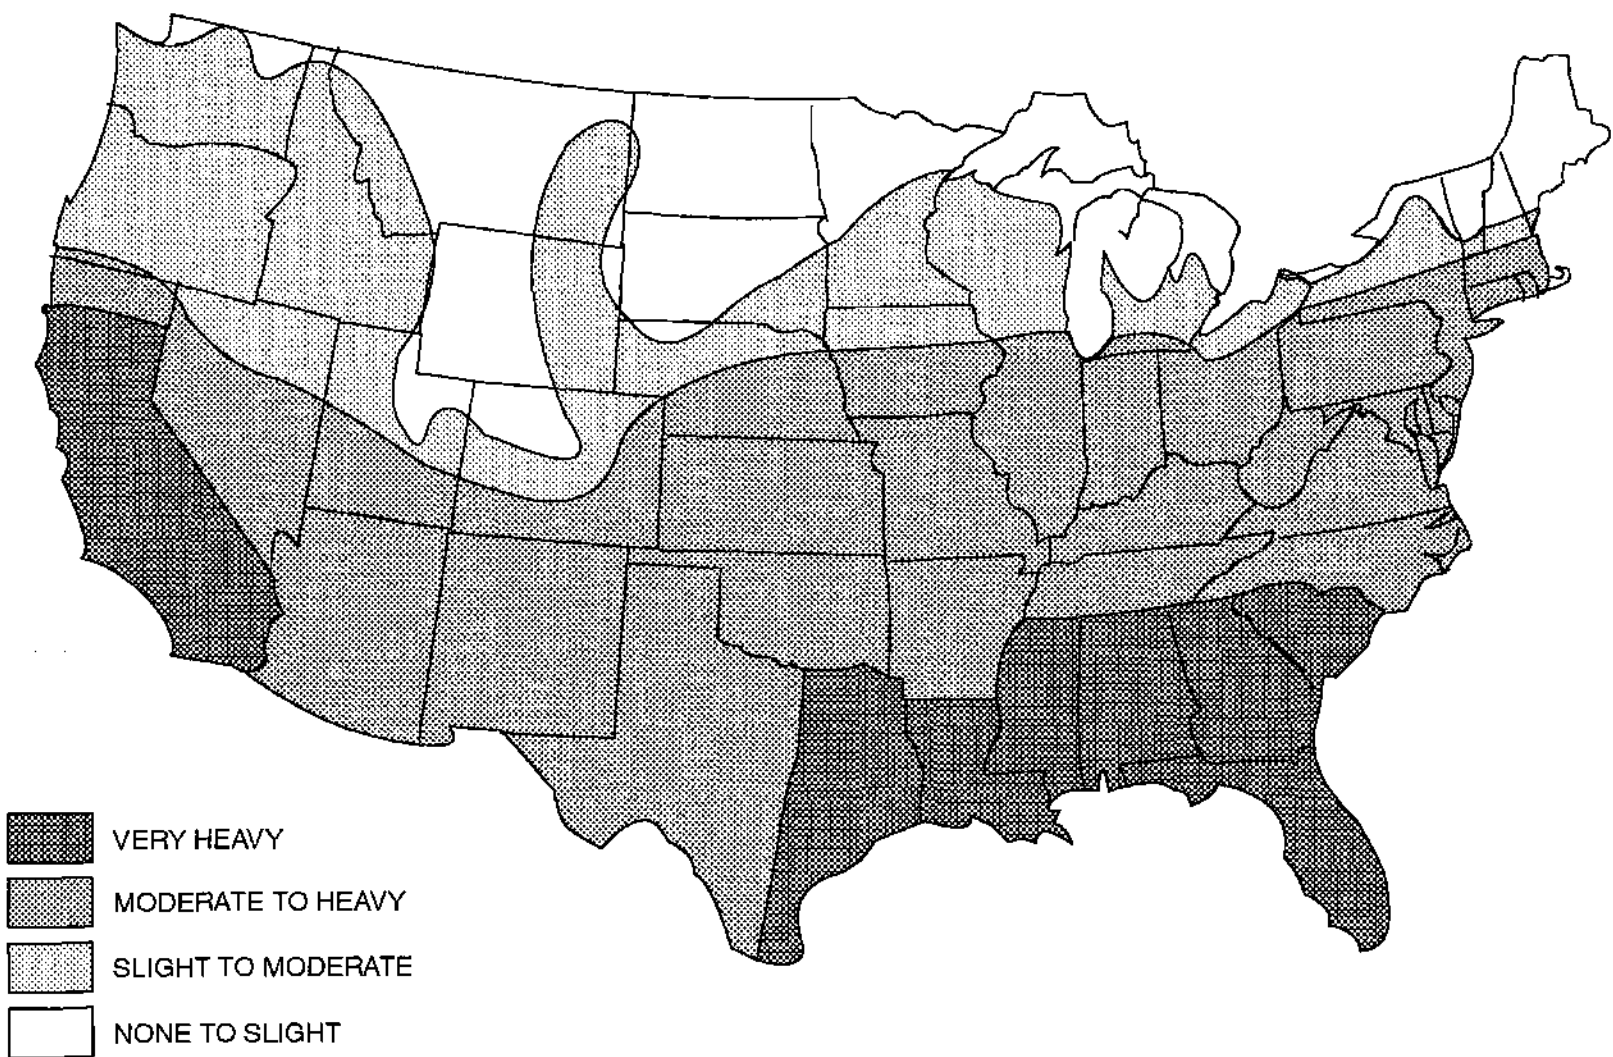 VERY HEAVY
MODERATE TO HEAVY
SLIGHT TO MODERATE
NONE TO SLIGHT